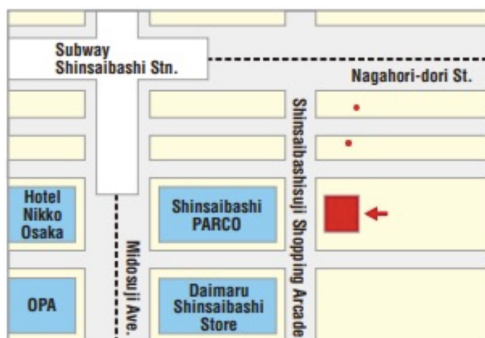 Subway
Shinsaibashi Stn.
Nagahori-dori St.
Shinsaibashisuji Shopping Arcade
Hotel
Nikko
Osaka
Shinsaibashi
PARCO
Midosuji Ave.
OPA
Daimaru
Shinsaibashi
Store